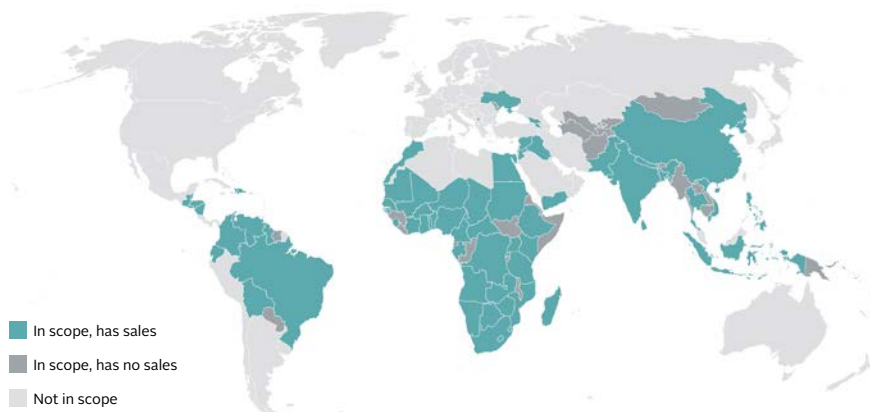 In scope, has sales
In scope, has no sales
Not in scope